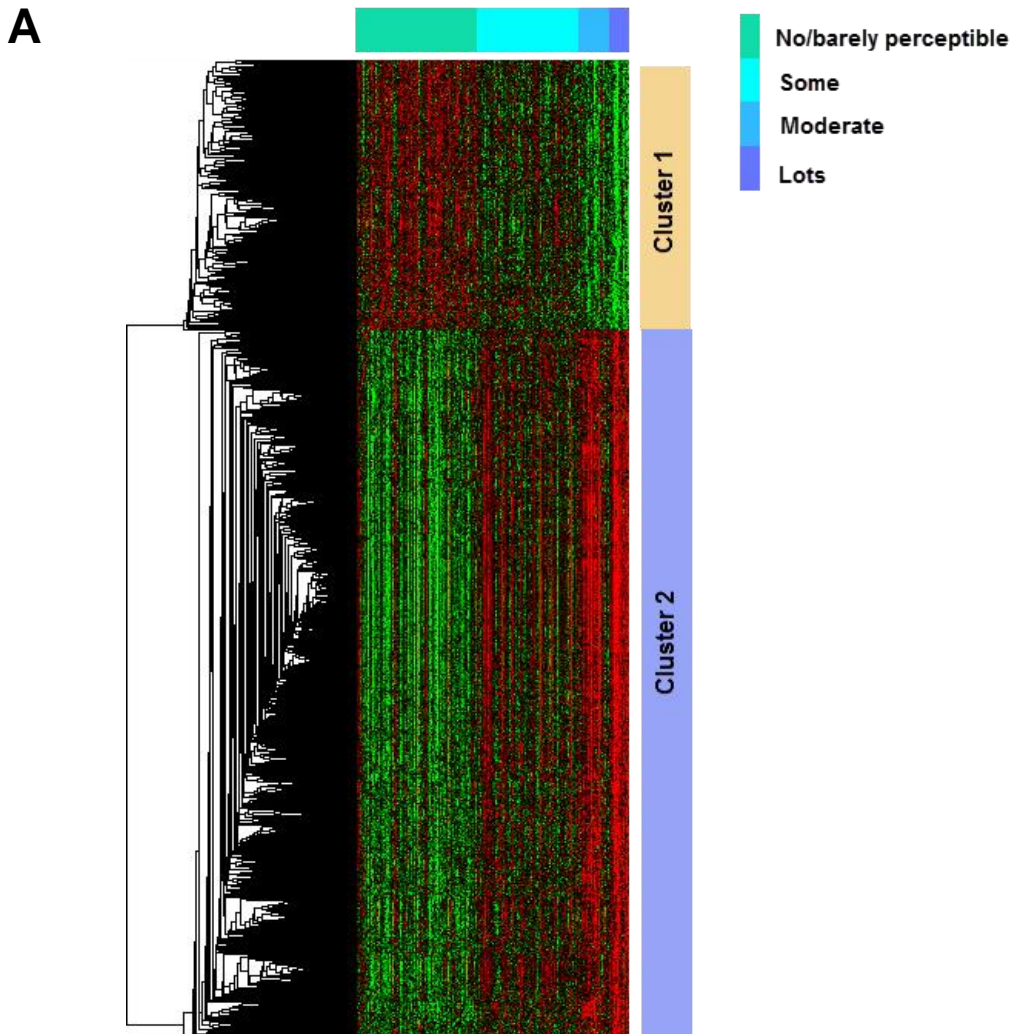 A
No/barely perceptible
Some
Moderate
Lots
Cluster 1
Cluster 2